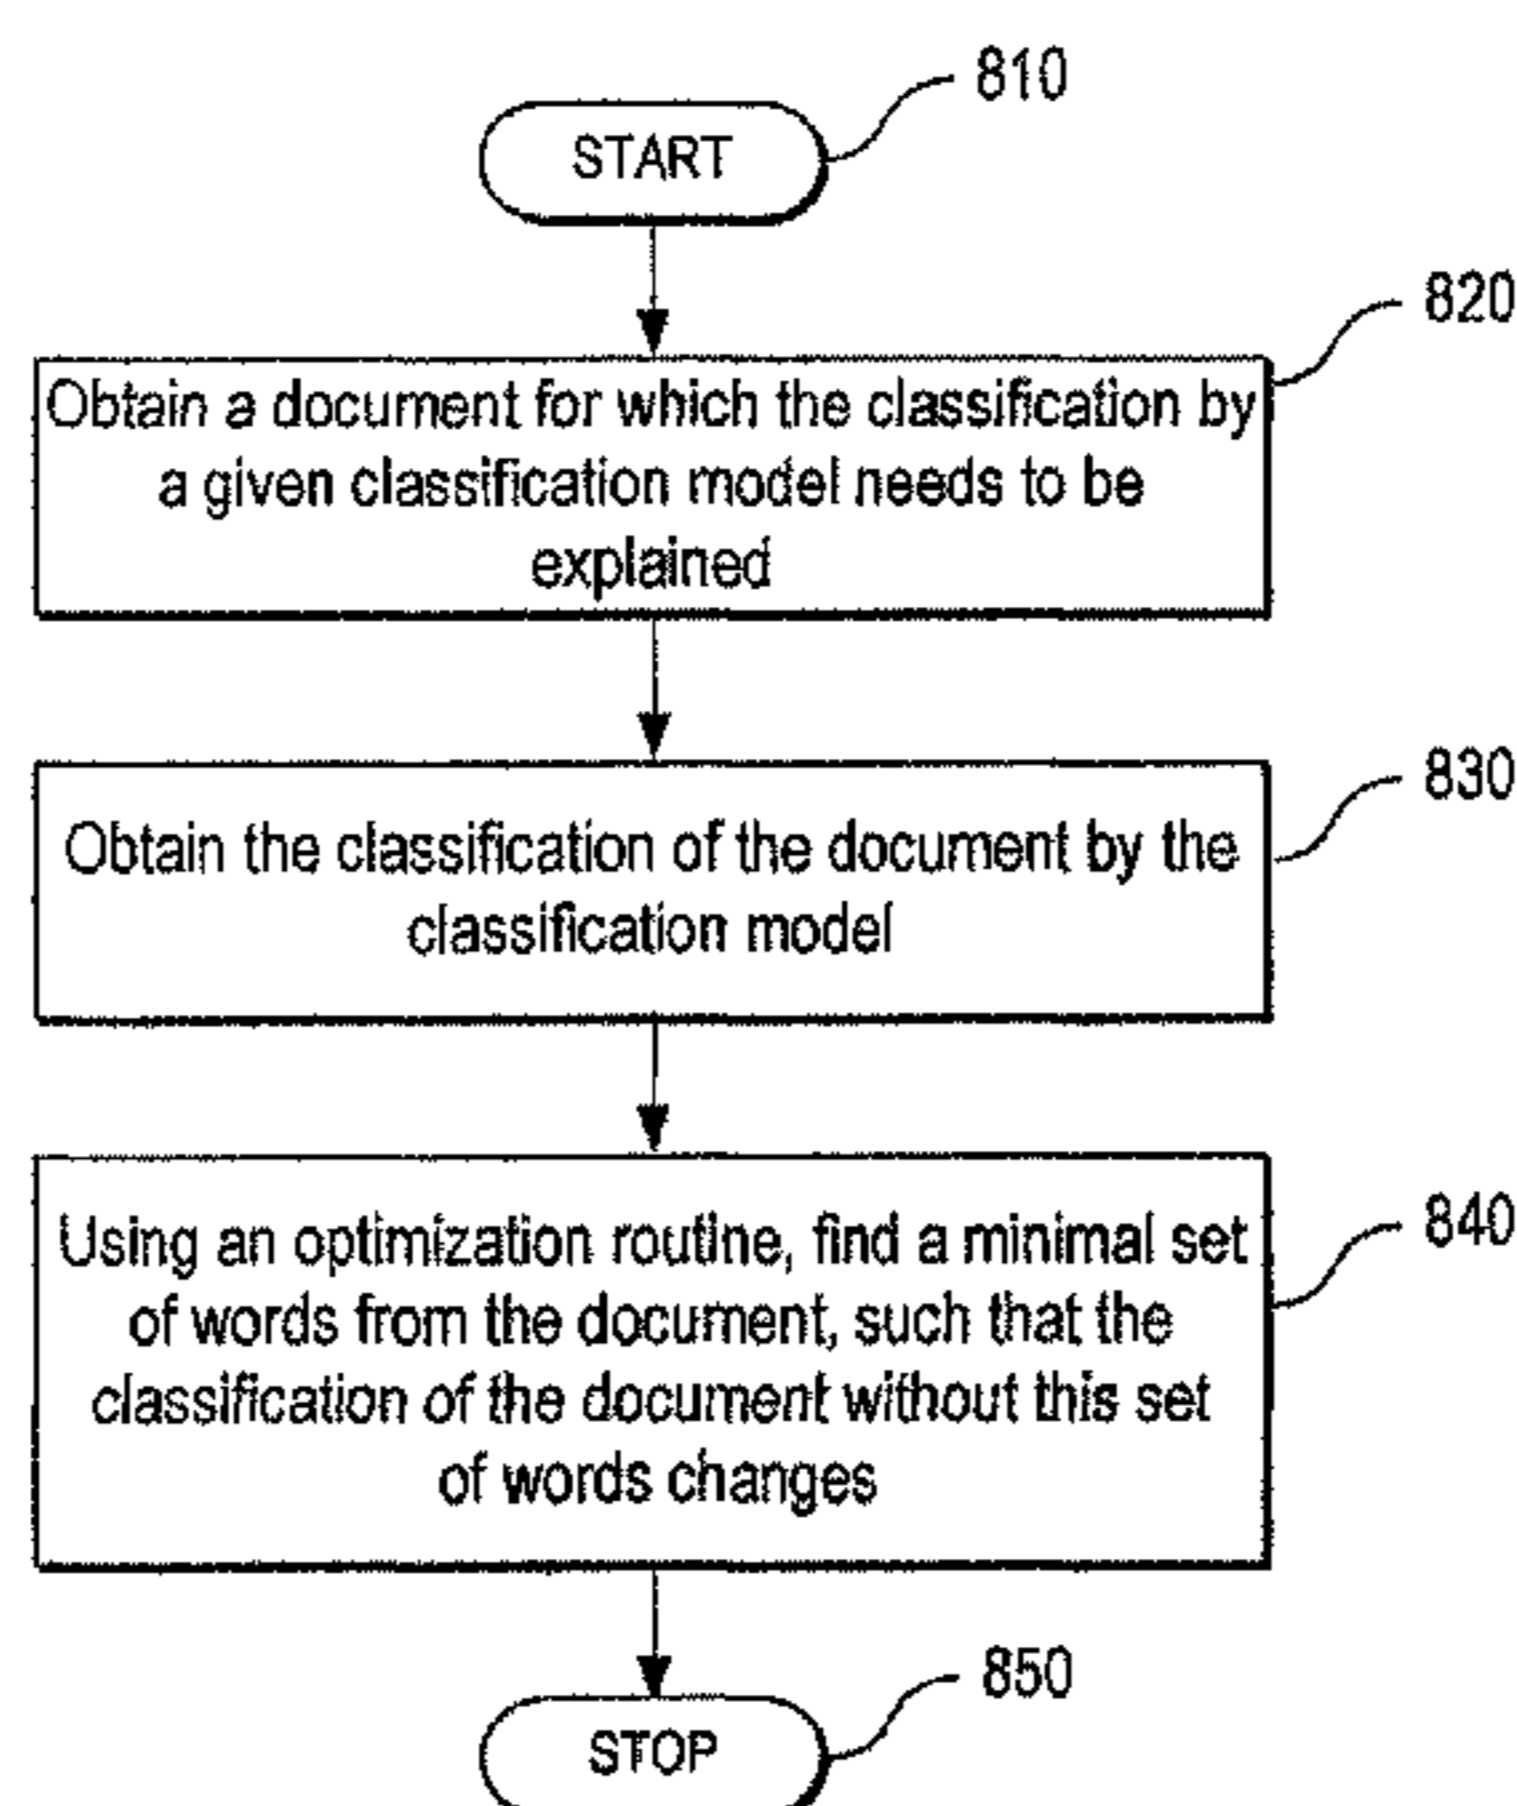 810
START
820
Obtain a document for which the classification by
a given classification model needs to be
explained
830
Obtain the classification of the document by the
classification model
840
Using an optimization routine, find a minimal set
of words from the document, such that the
classification of the document without this set
of words changes
850
STOP